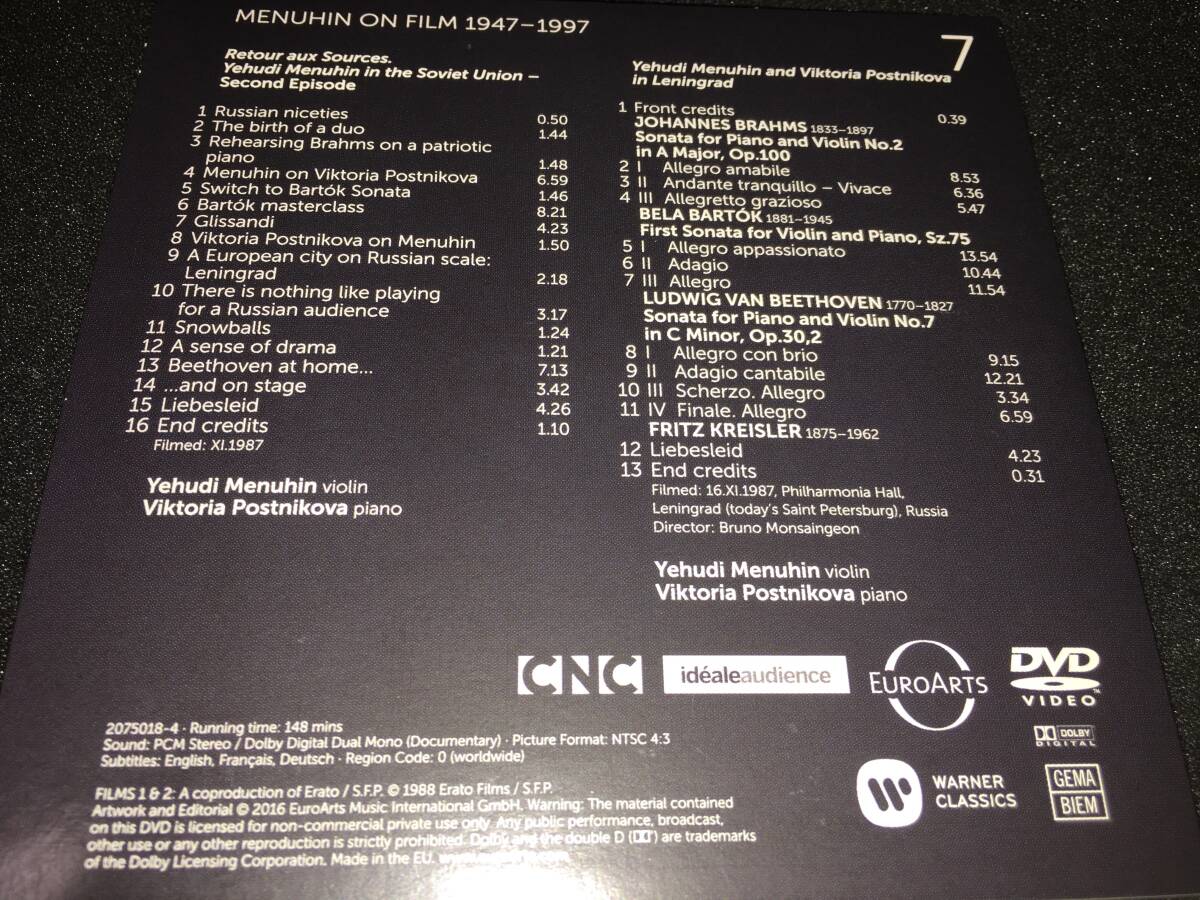 MENUHIN ON FILM 1947–1997
7
Retour aux Sources.
Yehudi Menuhin in the Soviet Union –
Second Episode
1 Russian niceties 0.50
2 The birth of a duo 1.44
3 Rehearsing Brahms on a patriotic
piano 1.48
4 Menuhin on Viktoria Postnikova 6.59
5 Switch to Bartók Sonata 1.46
6 Bartók masterclass 8.21
7 Glissandi 4.23
8 Viktoria Postnikova on Menuhin 1.50
9 A European city on Russian scale:
Leningrad 2.18
10 There is nothing like playing
for a Russian audience 3.17
11 Snowballs 1.24
12 A sense of drama 1.21
13 Beethoven at home... 7.13
14 ...and on stage 3.42
15 Liebesleid 4.26
16 End credits 1.10
Filmed: XI.1987
Yehudi Menuhin violin
Viktoria Postnikova piano
Yehudi Menuhin and Viktoria Postnikova
in Leningrad
1 Front credits 0.39
JOHANNES BRAHMS 1833–1897
Sonata for Piano and Violin No.2
in A Major, Op.100
2 I Allegro amabile 8.53
3 II Andante tranquillo – Vivace 6.36
4 III Allegretto grazioso 5.47
BELA BARTÓK 1881–1945
First Sonata for Violin and Piano, Sz.75
5 I Allegro appassionato 13.54
6 II Adagio 10.44
7 III Allegro 11.54
LUDWIG VAN BEETHOVEN 1770–1827
Sonata for Piano and Violin No.7
in C Minor, Op.30,2
8 I Allegro con brio 9.15
9 II Adagio cantabile 12.21
10 III Scherzo. Allegro 3.34
11 IV Finale. Allegro 6.59
FRITZ KREISLER 1875–1962
12 Liebesleid 4.23
13 End credits 0.31
Filmed: 16.XI.1987, Philharmonia Hall,
Leningrad (today's Saint Petersburg), Russia
Director: Bruno Monsaingeon
Yehudi Menuhin violin
Viktoria Postnikova piano
CNC
idéaleaudience
EUROARTS
DVD
VIDEO
DOLBY
DIGITAL
WARNER
CLASSICS
GEMA
BIEM
2075018-4 · Running time: 148 mins
Sound: PCM Stereo / Dolby Digital Dual Mono (Documentary) · Picture Format: NTSC 4:3
Subtitles: English, Français, Deutsch · Region Code: 0 (worldwide)
FILMS 1 & 2: A coproduction of Erato / S.F.P. © 1988 Erato Films / S.F.P.
Artwork and Editorial © 2016 EuroArts Music International GmbH. Warning: The material contained
on this DVD is licensed for non-commercial private use only. Any public performance, broadcast,
other use or any other reproduction is strictly prohibited. Dolby and the double D (DD) are trademarks
of the Dolby Licensing Corporation. Made in the EU.